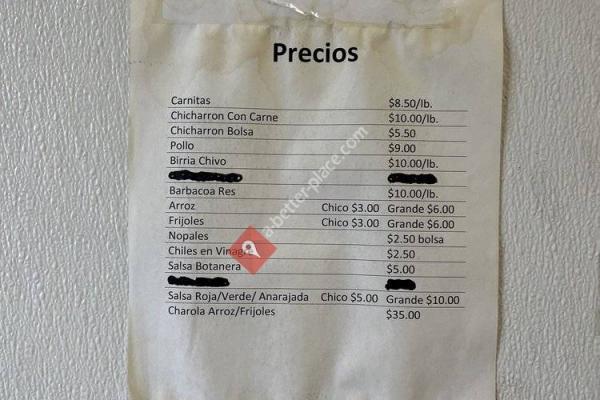 Precios
Carnitas $8.50/lb.
Chicharron Con Carne $10.00/lb.
Chicharron Bolsa $5.50
Pollo $9.00
Birria Chivo $10.00/lb.
Barbacoa Res $10.00/lb.
Arroz Chico $3.00 Grande $6.00
Frijoles Chico $3.00 Grande $6.00
Nopales $2.50 bolsa
Chiles en Vinagre $2.50
Salsa Botanera $5.00
Salsa Roja/Verde/ Anarajada Chico $5.00 Grande $10.00
Charola Arroz/Frijoles $35.00
a-better-place.com